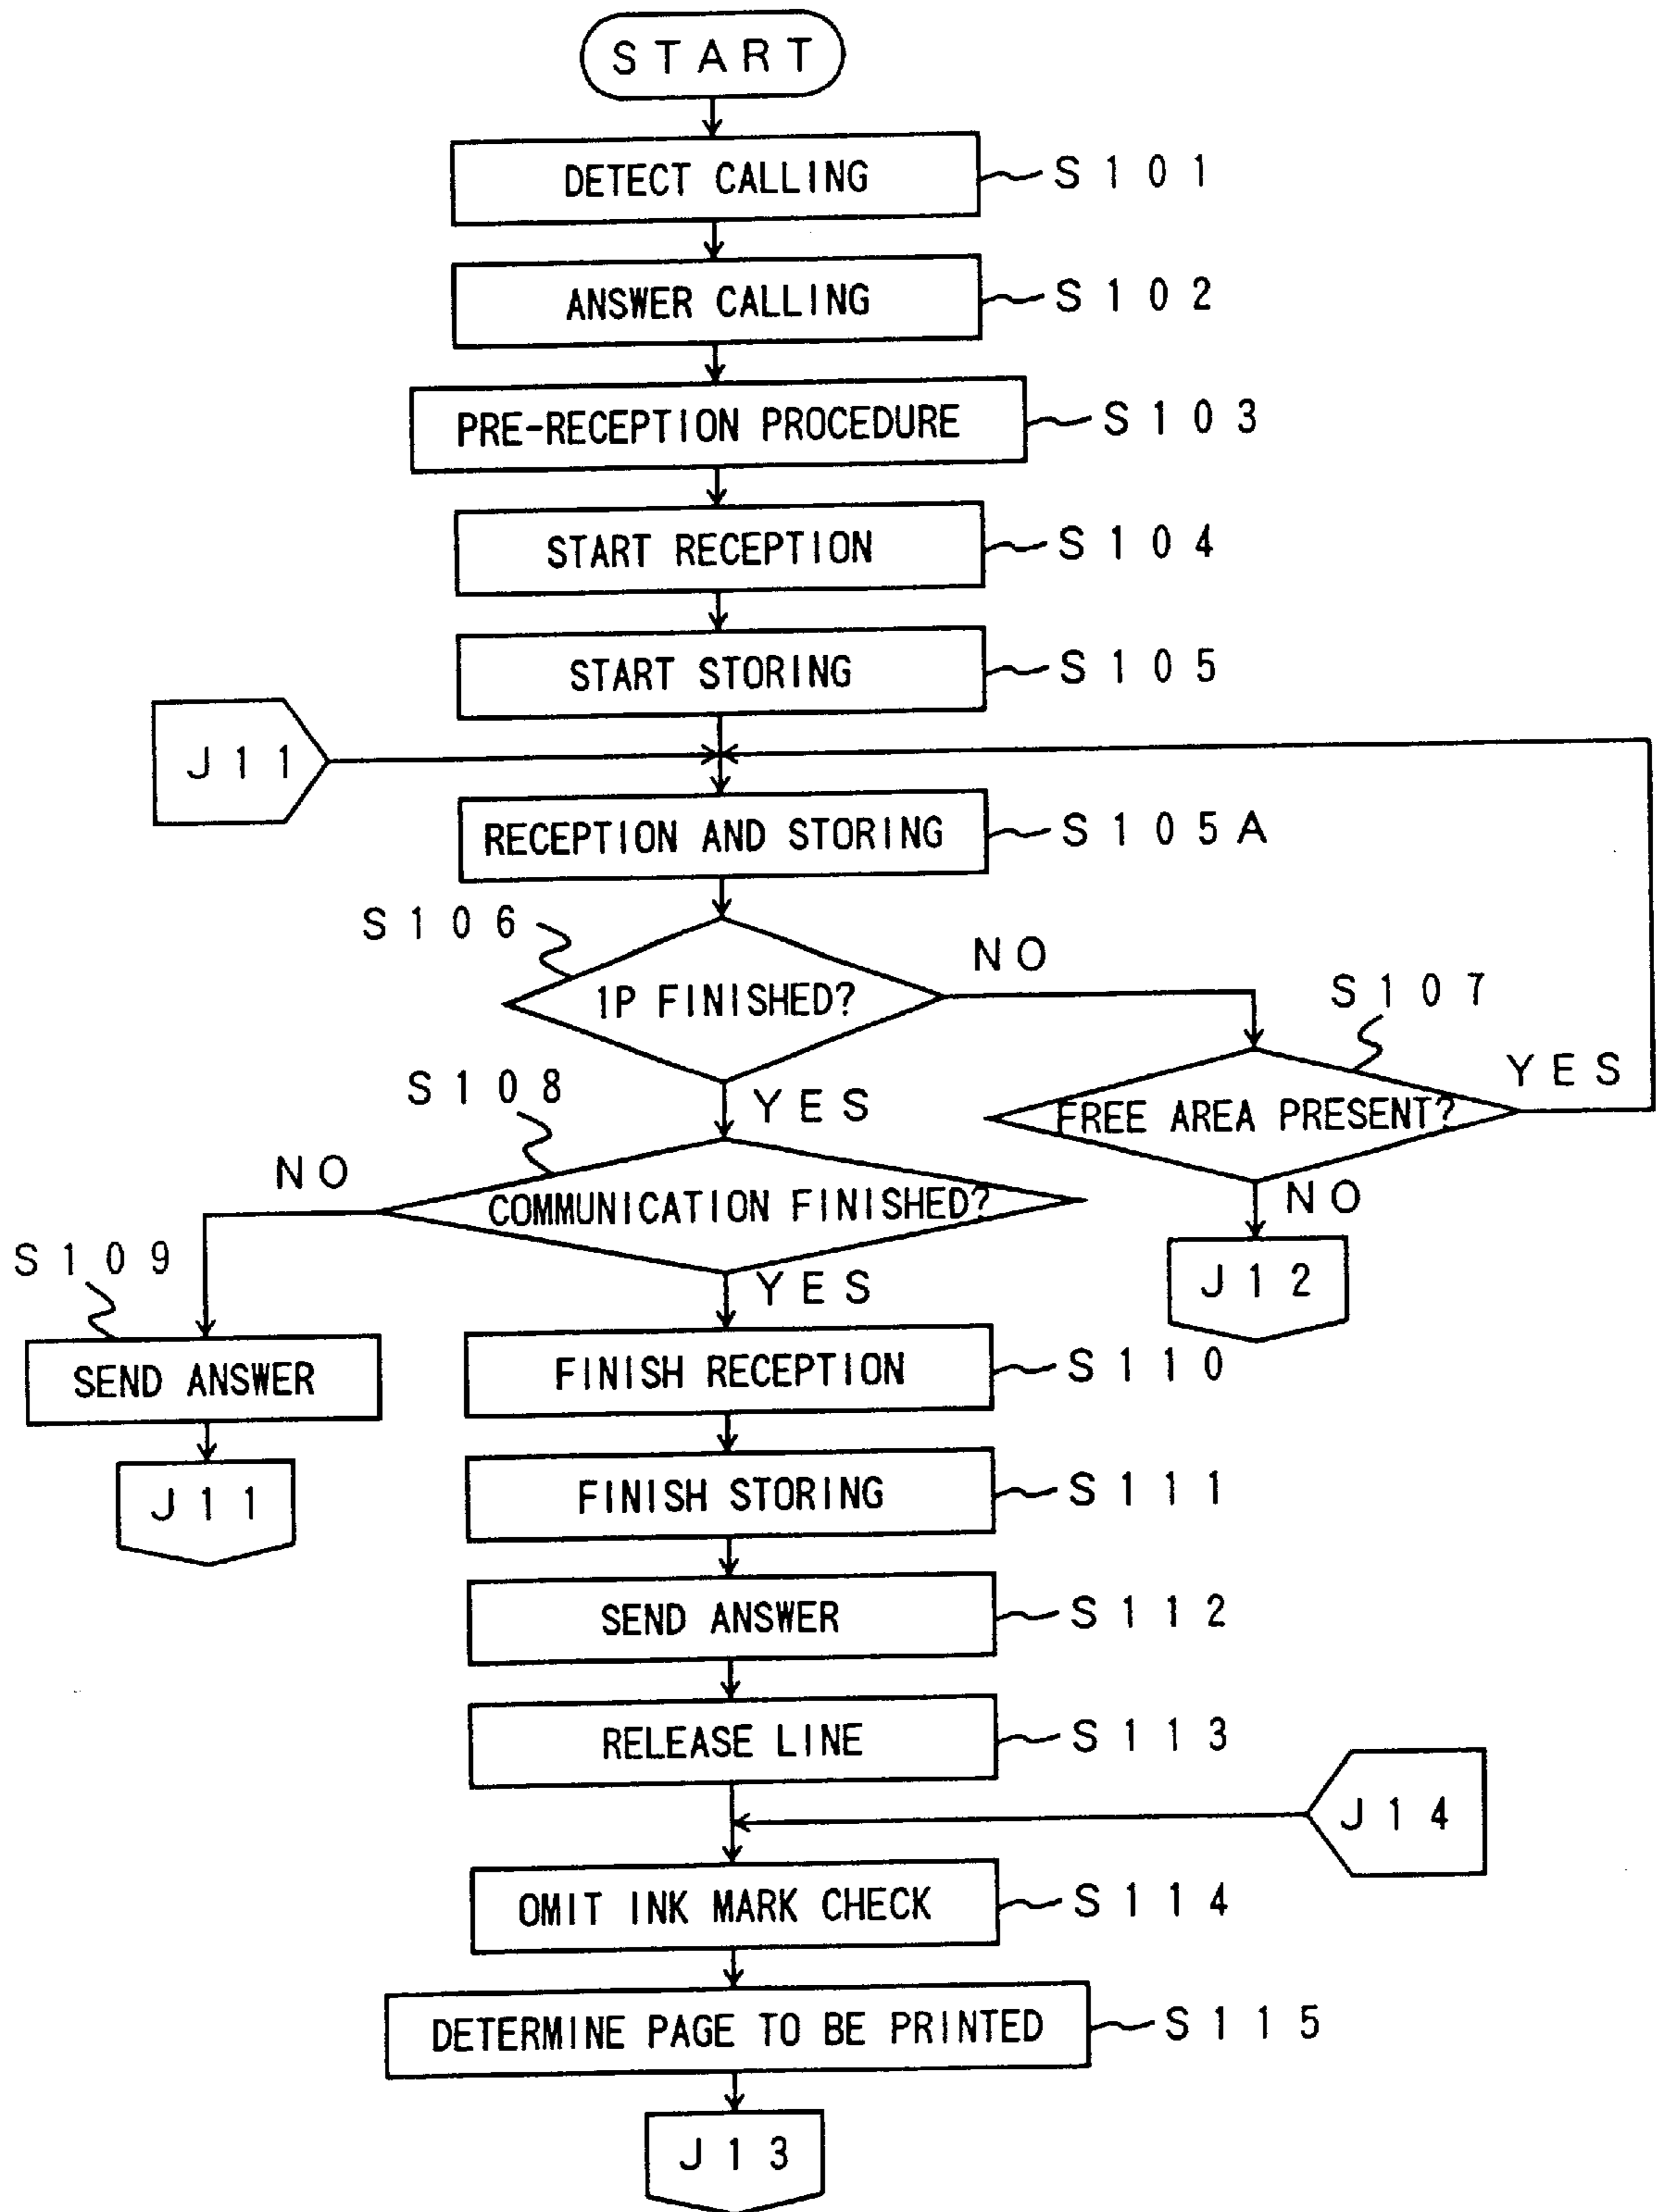 START
DETECT CALLING
S101
ANSWER CALLING
S102
PRE-RECEPTION PROCEDURE
S103
START RECEPTION
S104
START STORING
S105
J11
RECEPTION AND STORING
S105A
S106
1P FINISHED?
NO
YES
S107
FREE AREA PRESENT?
YES
NO
J12
S108
COMMUNICATION FINISHED?
NO
YES
S109
SEND ANSWER
J11
FINISH RECEPTION
S110
FINISH STORING
S111
SEND ANSWER
S112
RELEASE LINE
S113
J14
OMIT INK MARK CHECK
S114
DETERMINE PAGE TO BE PRINTED
S115
J13